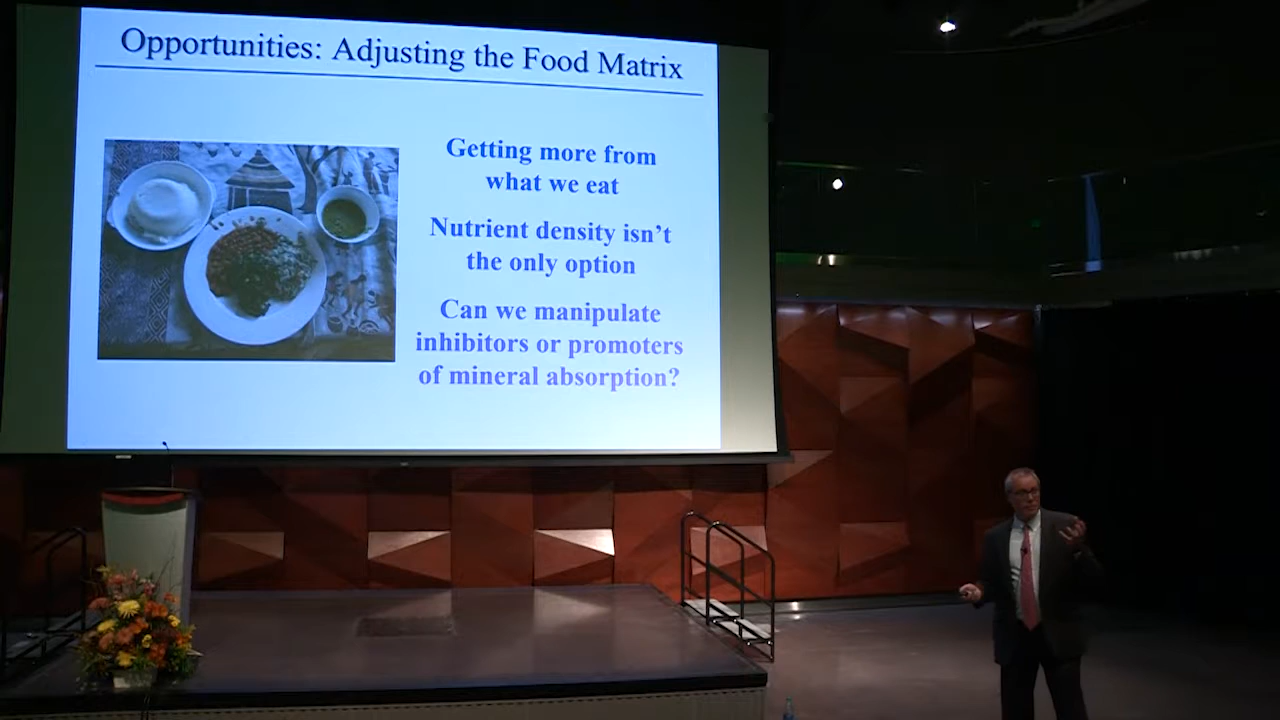 Opportunities: Adjusting the Food Matrix
Getting more from
what we eat
Nutrient density isn't
the only option
Can we manipulate
inhibitors or promoters
of mineral absorption?